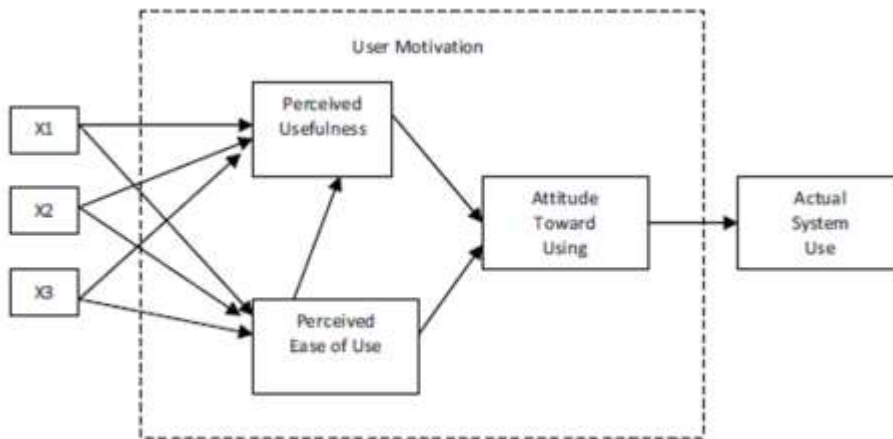 User Motivation
Perceived
Usefulness
X1
X2
X3
Attitude
Toward
Using
Actual
System
Use
Perceived
Ease of Use